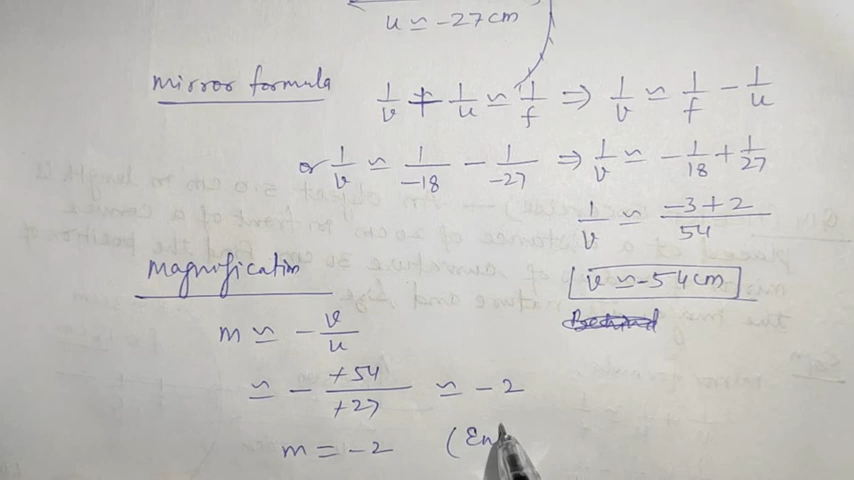 u ≃ -27cm
Mirror formula
1/v + 1/u ≃ 1/f ⇒ 1/v ≃ 1/f - 1/u
or 1/v ≃ 1/-18 - 1/-27 ⇒ 1/v ≃ -1/18 + 1/27
1/v ≃ -3+2/54
v ≃ -54cm
Magnification
m ≃ -v/u
≃ - +54/+27 ≃ -2
m = -2 (En